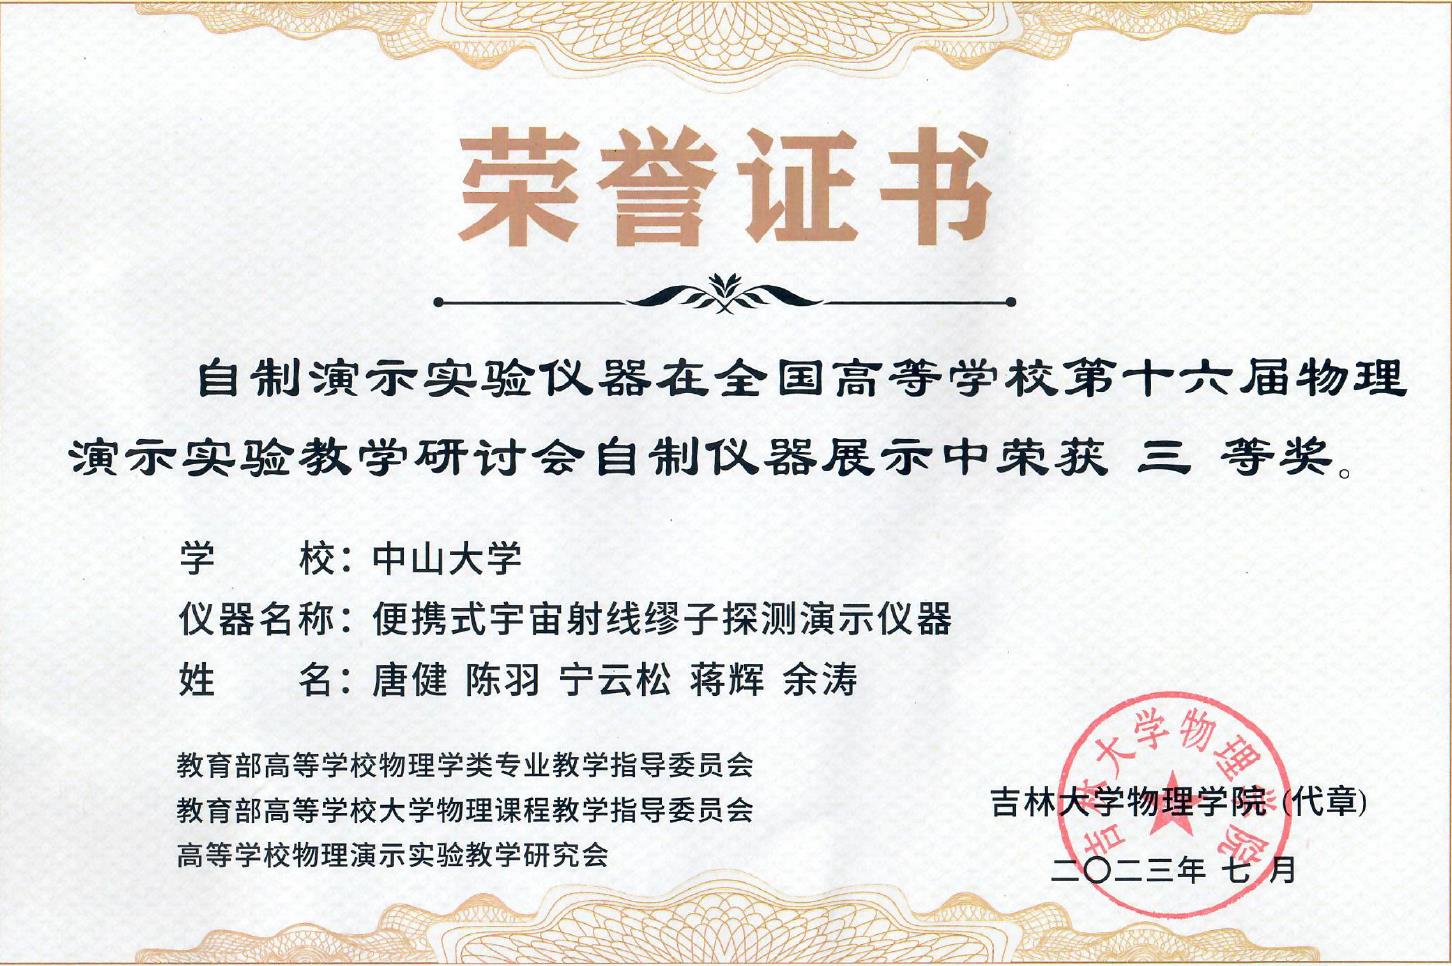 荣誉证书
自制演示实验仪器在全国高等学校第十六届物理
演示实验教学研讨会自制仪器展示中荣获 三 等奖。
学 校：中山大学
仪器名称：便携式宇宙射线缪子探测演示仪器
姓 名：唐健 陈羽 宁云松 蒋辉 余涛
教育部高等学校物理学类专业教学指导委员会
教育部高等学校大学物理课程教学指导委员会
高等学校物理演示实验教学研究会
吉林大学物理学院 (代章)
二〇二三年 七 月
吉林大学物理学院